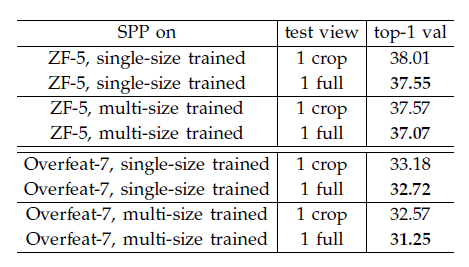 SPP on test view top-1 val
ZF-5, single-size trained 1 crop 38.01
ZF-5, single-size trained 1 full 37.55
ZF-5, multi-size trained 1 crop 37.57
ZF-5, multi-size trained 1 full 37.07
Overfeat-7, single-size trained 1 crop 33.18
Overfeat-7, single-size trained 1 full 32.72
Overfeat-7, multi-size trained 1 crop 32.57
Overfeat-7, multi-size trained 1 full 31.25